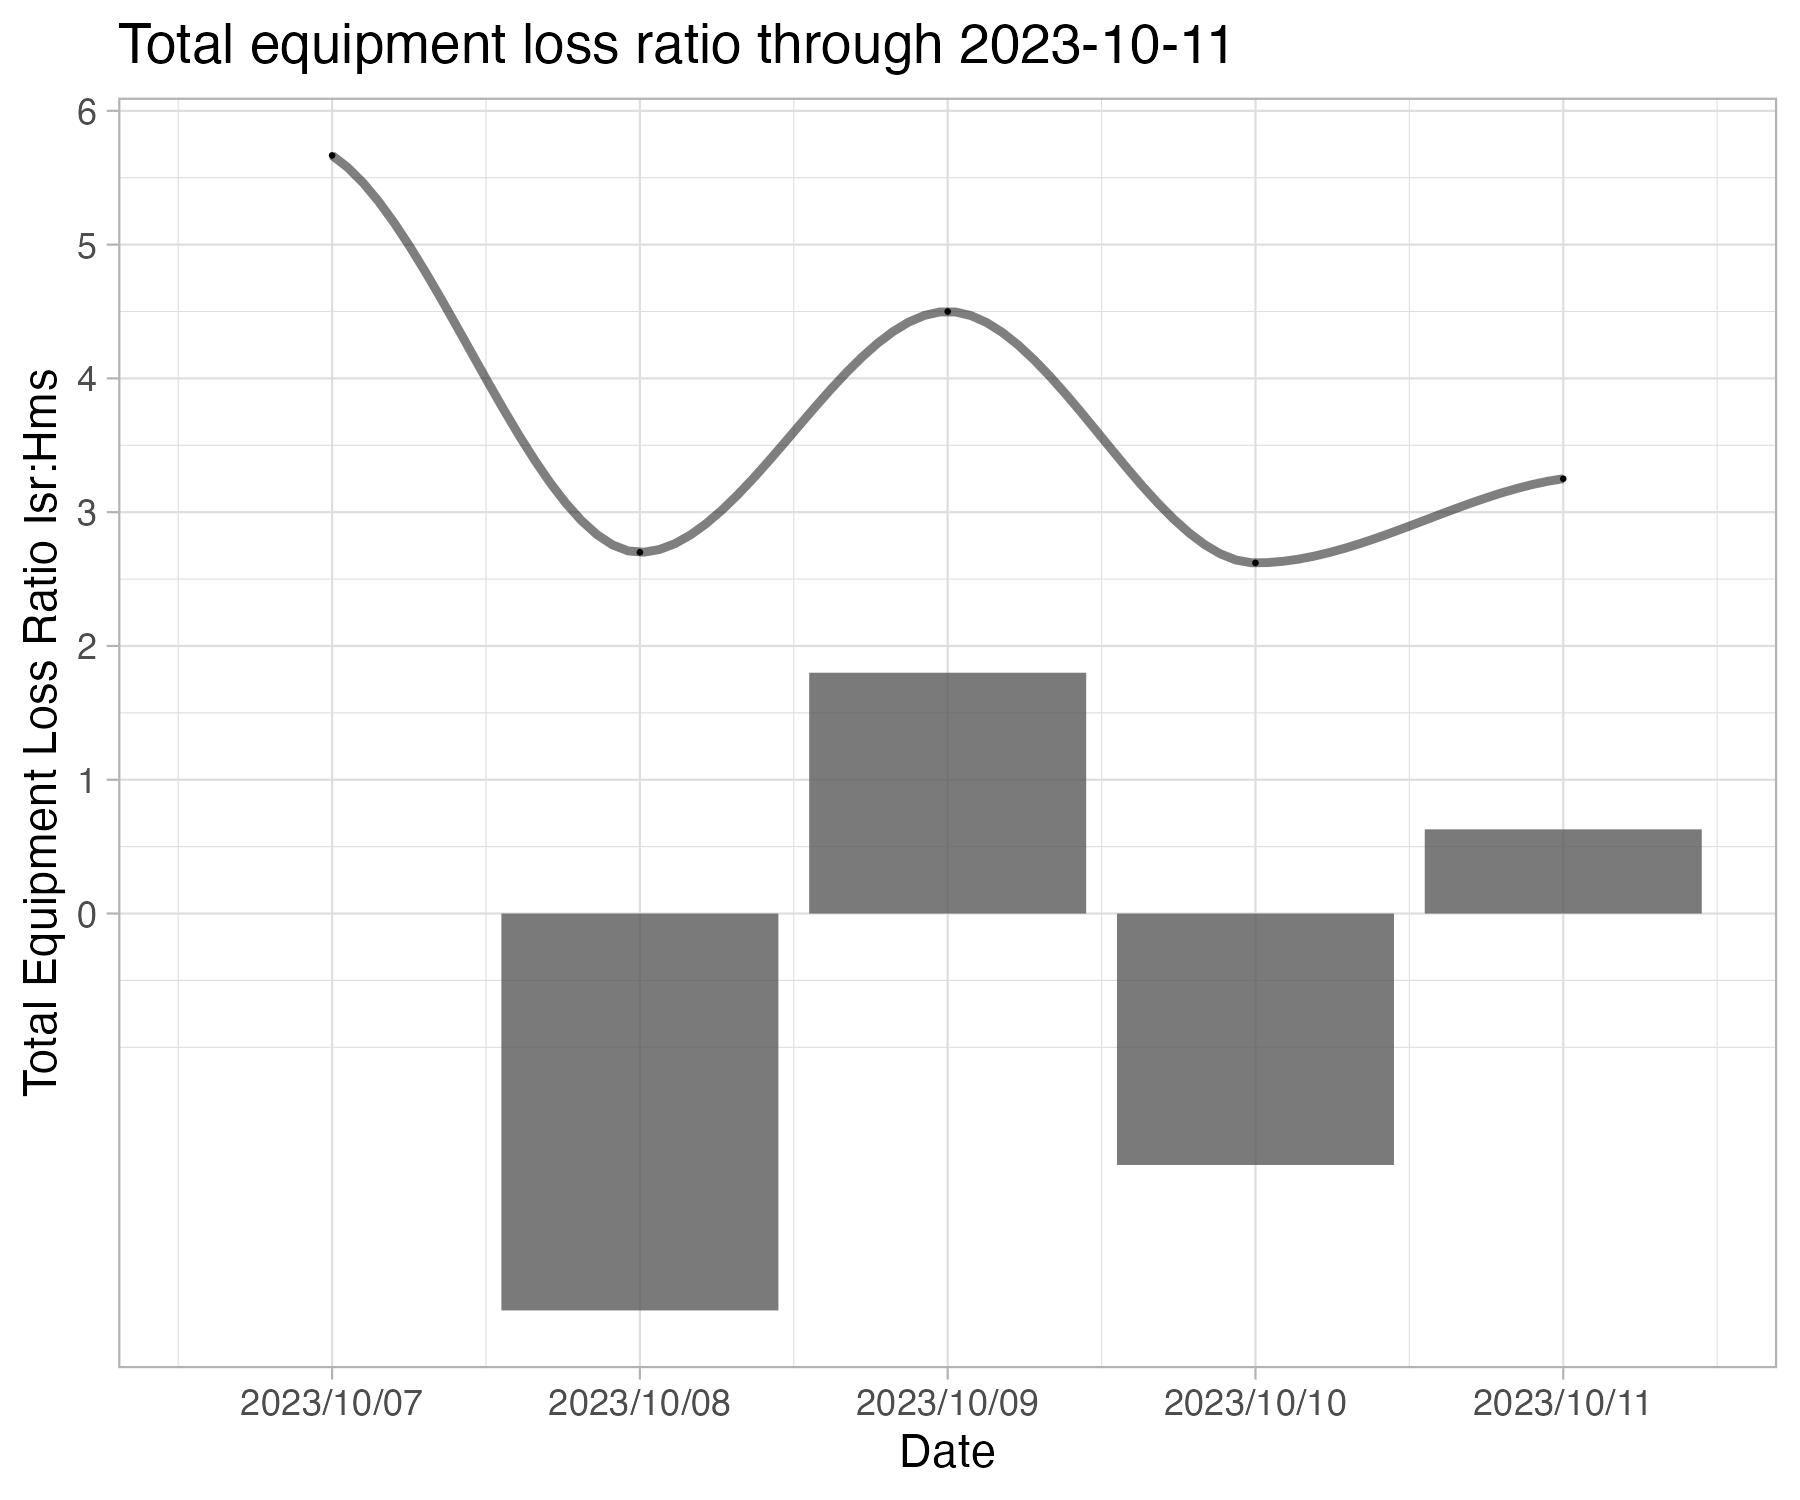 Total equipment loss ratio through 2023-10-11
Total Equipment Loss Ratio Isr:Hms
6
5
4
3
2
1
0
2023/10/07 2023/10/08 2023/10/09 2023/10/10 2023/10/11
Date